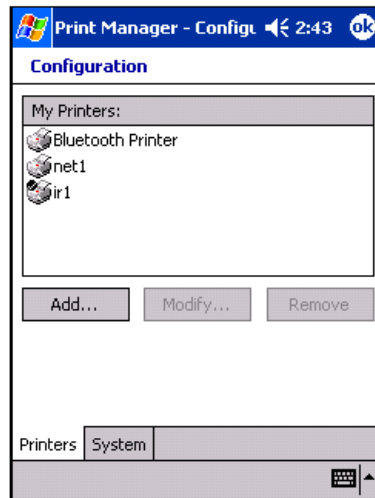 Print Manager - Configu 2:43 ok
Configuration
My Printers:
Bluetooth Printer
net1
ir1
Add... Modify... Remove
Printers System